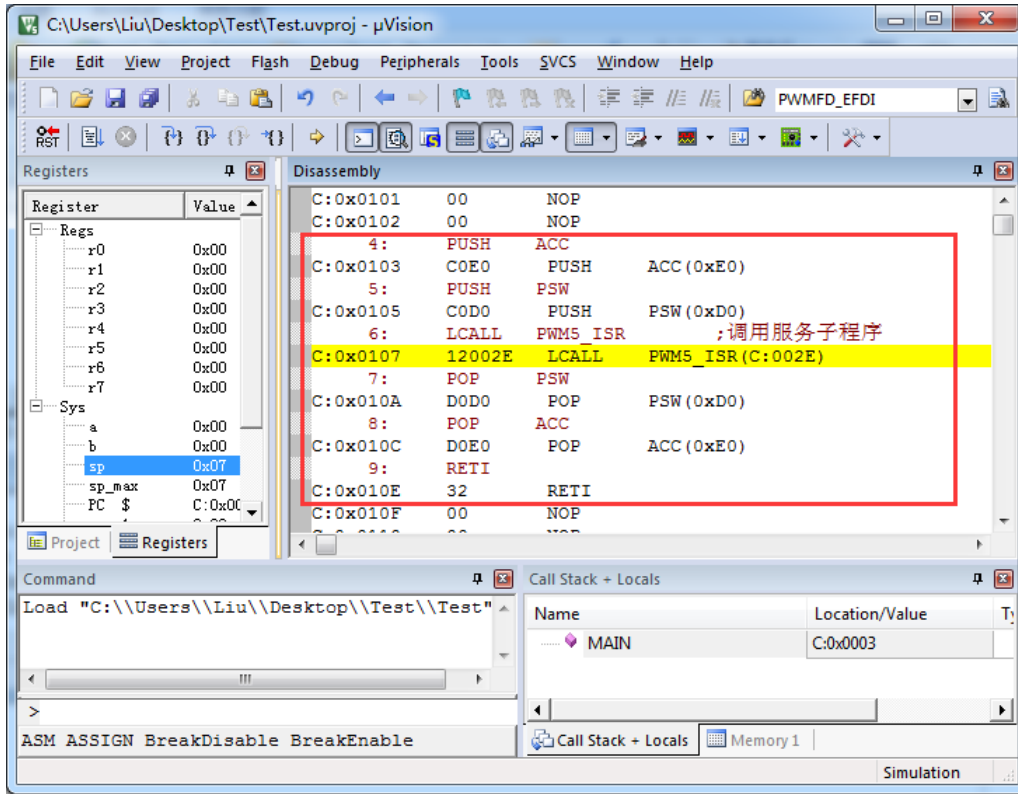 C:\Users\Liu\Desktop\Test\Test.uvproj - µVision
File Edit View Project Flash Debug Peripherals Tools SVCS Window Help
PWMFD_EFDI
RST
Registers
Register Value
Regs
r0 0x00
r1 0x00
r2 0x00
r3 0x00
r4 0x00
r5 0x00
r6 0x00
r7 0x00
Sys
a 0x00
b 0x00
sp 0x07
sp_max 0x07
PC $ C:0x00
Project Registers
Disassembly
C:0x0101 00 NOP
C:0x0102 00 NOP
4: PUSH ACC
C:0x0103 C0E0 PUSH ACC(0xE0)
5: PUSH PSW
C:0x0105 C0D0 PUSH PSW(0xD0)
6: LCALL PWM5_ISR ;调用服务子程序
C:0x0107 12002E LCALL PWM5_ISR(C:002E)
7: POP PSW
C:0x010A D0D0 POP PSW(0xD0)
8: POP ACC
C:0x010C D0E0 POP ACC(0xE0)
9: RETI
C:0x010E 32 RETI
C:0x010F 00 NOP
Command
Load "C:\\Users\\Liu\\Desktop\\Test\\Test"
>
ASM ASSIGN BreakDisable BreakEnable
Call Stack + Locals
Name Location/Value
MAIN C:0x0003
Call Stack + Locals Memory 1
Simulation